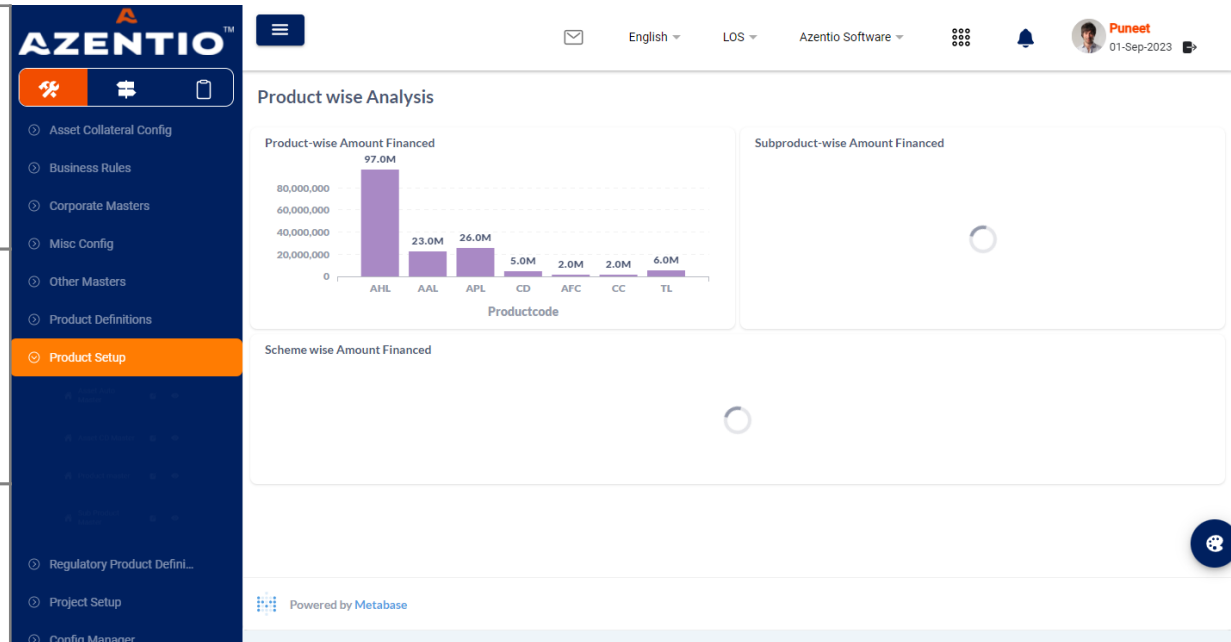 AZENTIO™
English
LOS
Azentio Software
Puneet
01-Sep-2023
Asset Collateral Config
Business Rules
Corporate Masters
Misc Config
Other Masters
Product Definitions
Product Setup
Regulatory Product Defini...
Project Setup
Config Manager
Product wise Analysis
Product-wise Amount Financed
97.0M
80,000,000
60,000,000
40,000,000
20,000,000
0
23.0M
26.0M
5.0M
2.0M
2.0M
6.0M
AHL AAL APL CD AFC CC TL
Productcode
Subproduct-wise Amount Financed
Scheme wise Amount Financed
Powered by Metabase